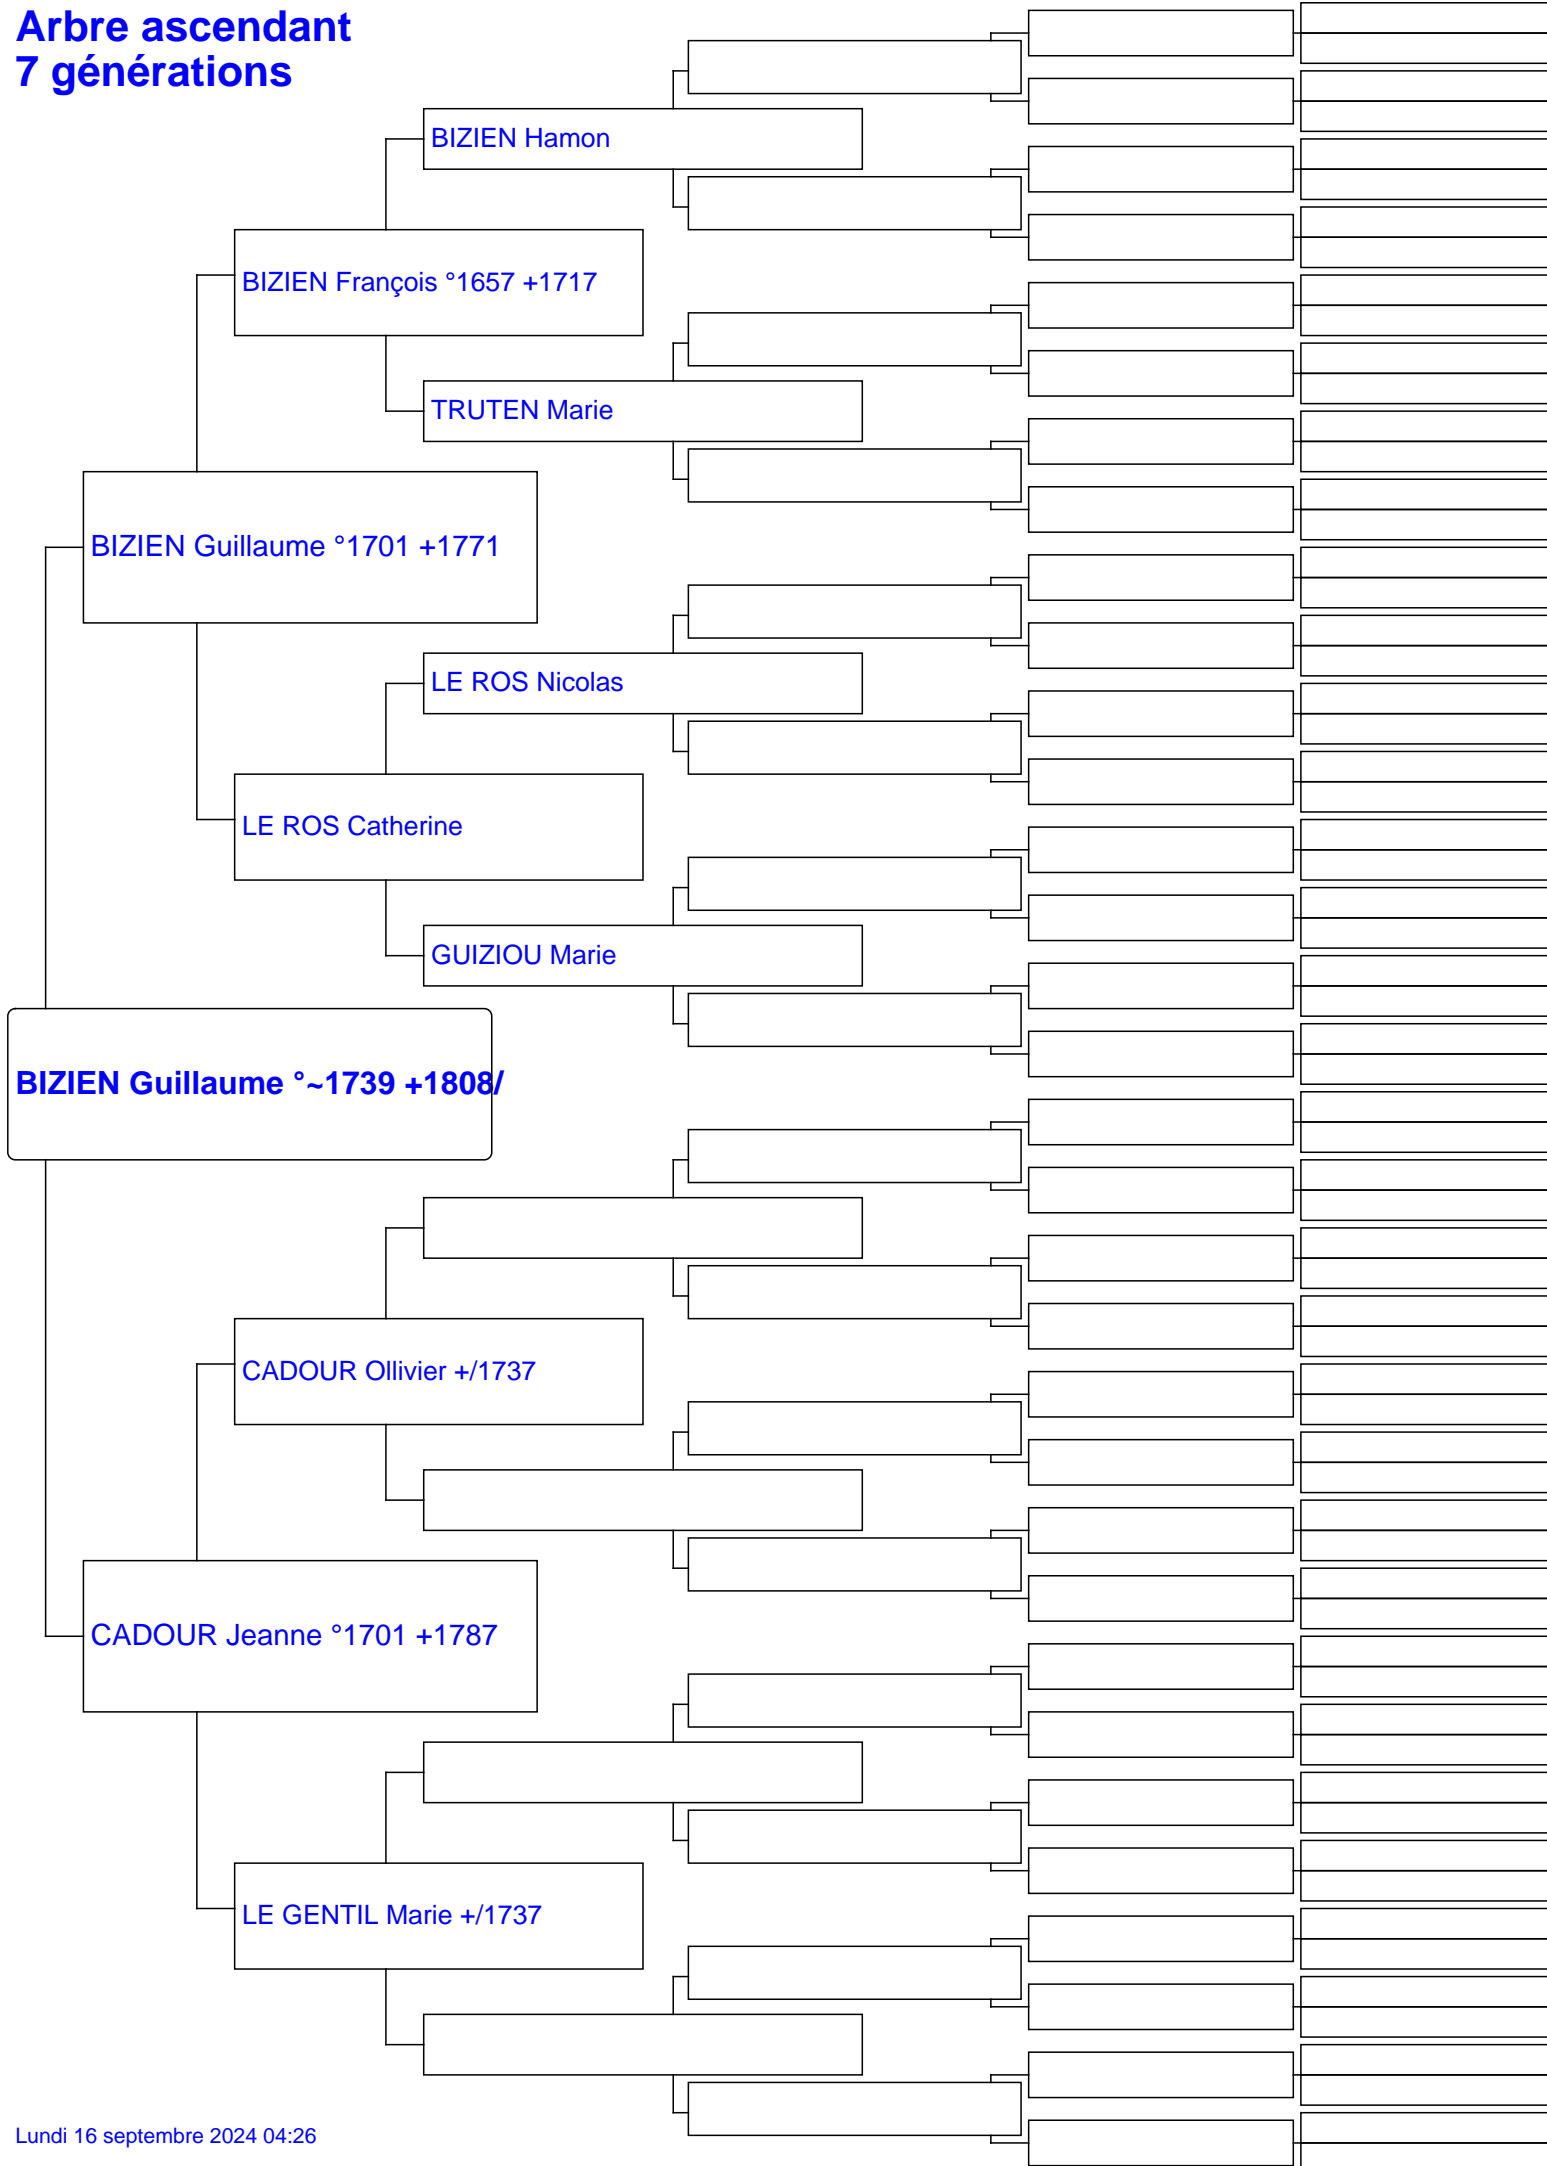 Arbre ascendant
7 générations
BIZIEN Hamon
BIZIEN François °1657 +1717
TRUTEN Marie
BIZIEN Guillaume °1701 +1771
LE ROS Nicolas
LE ROS Catherine
GUIZIOU Marie
BIZIEN Guillaume °~1739 +1808/
CADOUR Ollivier +/1737
CADOUR Jeanne °1701 +1787
LE GENTIL Marie +/1737
Lundi 16 septembre 2024 04:26